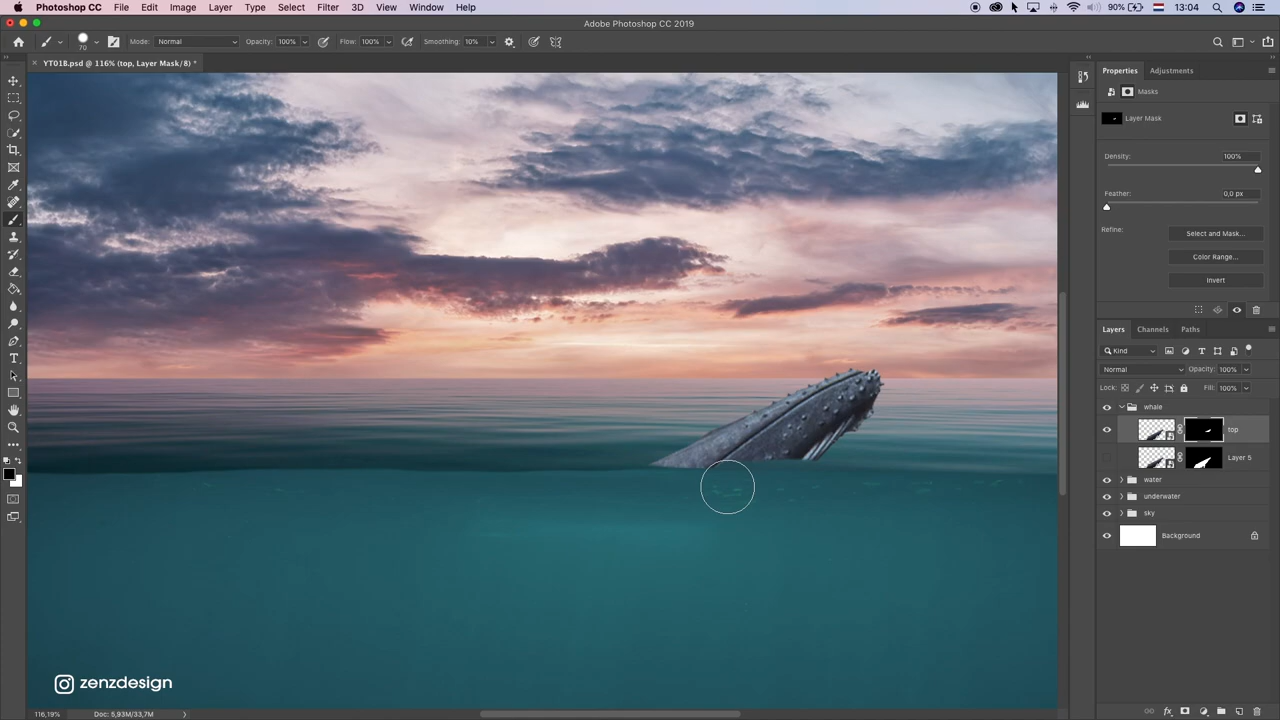 Photoshop CC File Edit Image Layer Type Select Filter 3D View Window Help 90% 13:04
Adobe Photoshop CC 2019
70 Mode: Normal Opacity: 100% Flow: 100% Smoothing: 10%
YT01B.psd @ 116% (top, Layer Mask/8) *
Properties Adjustments
Masks
Layer Mask
Density: 100%
Feather: 0,0 px
Refine: Select and Mask...
Color Range...
Invert
Layers Channels Paths
Kind
Normal Opacity: 100%
Lock: Fill: 100%
whale
top
Layer 5
water
underwater
sky
Background
zenzdesign
116,19% Doc: 5,93M/33,7M